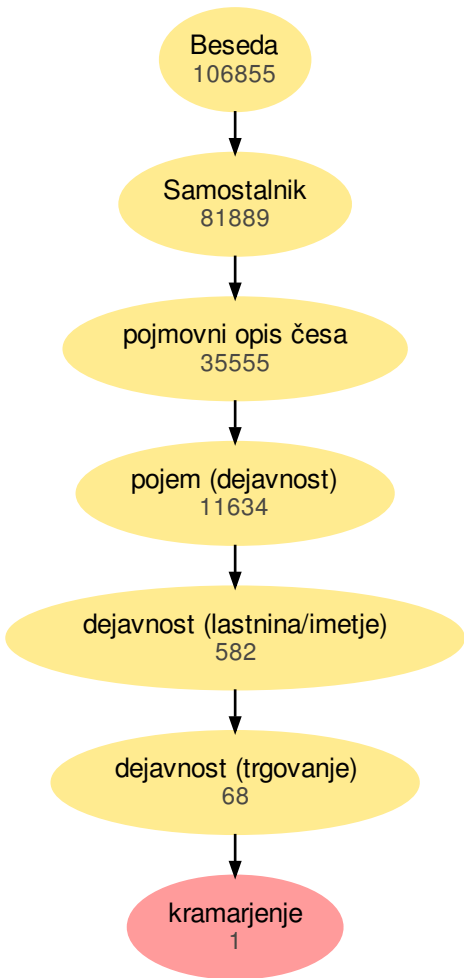 Beseda
106855
Samostalnik
81889
pojmovni opis česa
35555
pojem (dejavnost)
11634
dejavnost (lastnina/imetje)
582
dejavnost (trgovanje)
68
kramarjenje
1